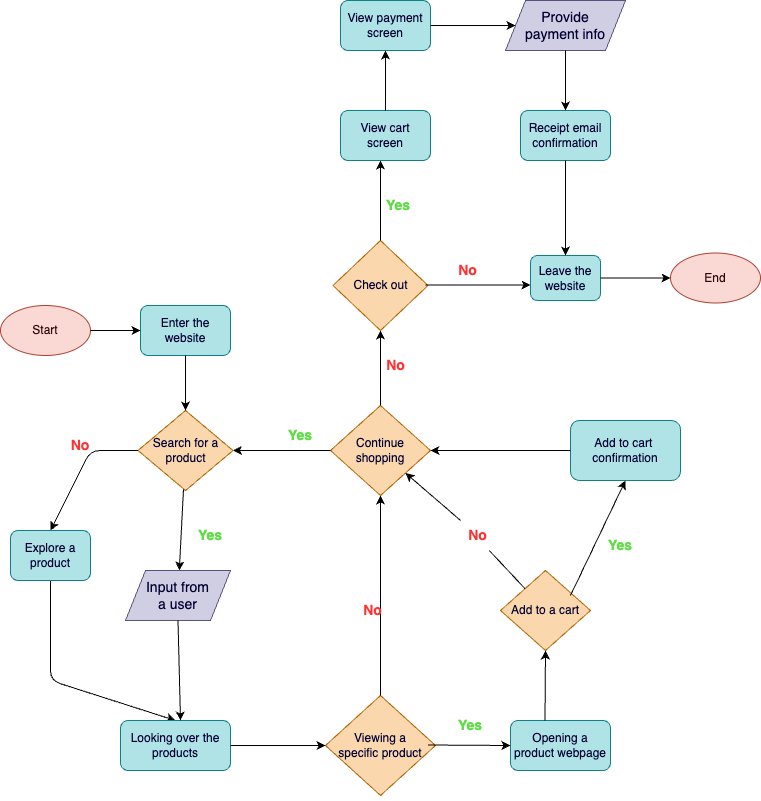 View payment
screen
Provide
payment info
View cart
screen
Receipt email
confirmation
Yes
Check out
No
Leave the
website
End
Start
Enter the
website
No
Search for a
product
Yes
Continue
shopping
Add to cart
confirmation
No
Yes
No
Yes
Explore a
product
Input from
a user
No
Add to a cart
Looking over the
products
Viewing a
specific product
Yes
Opening a
product webpage